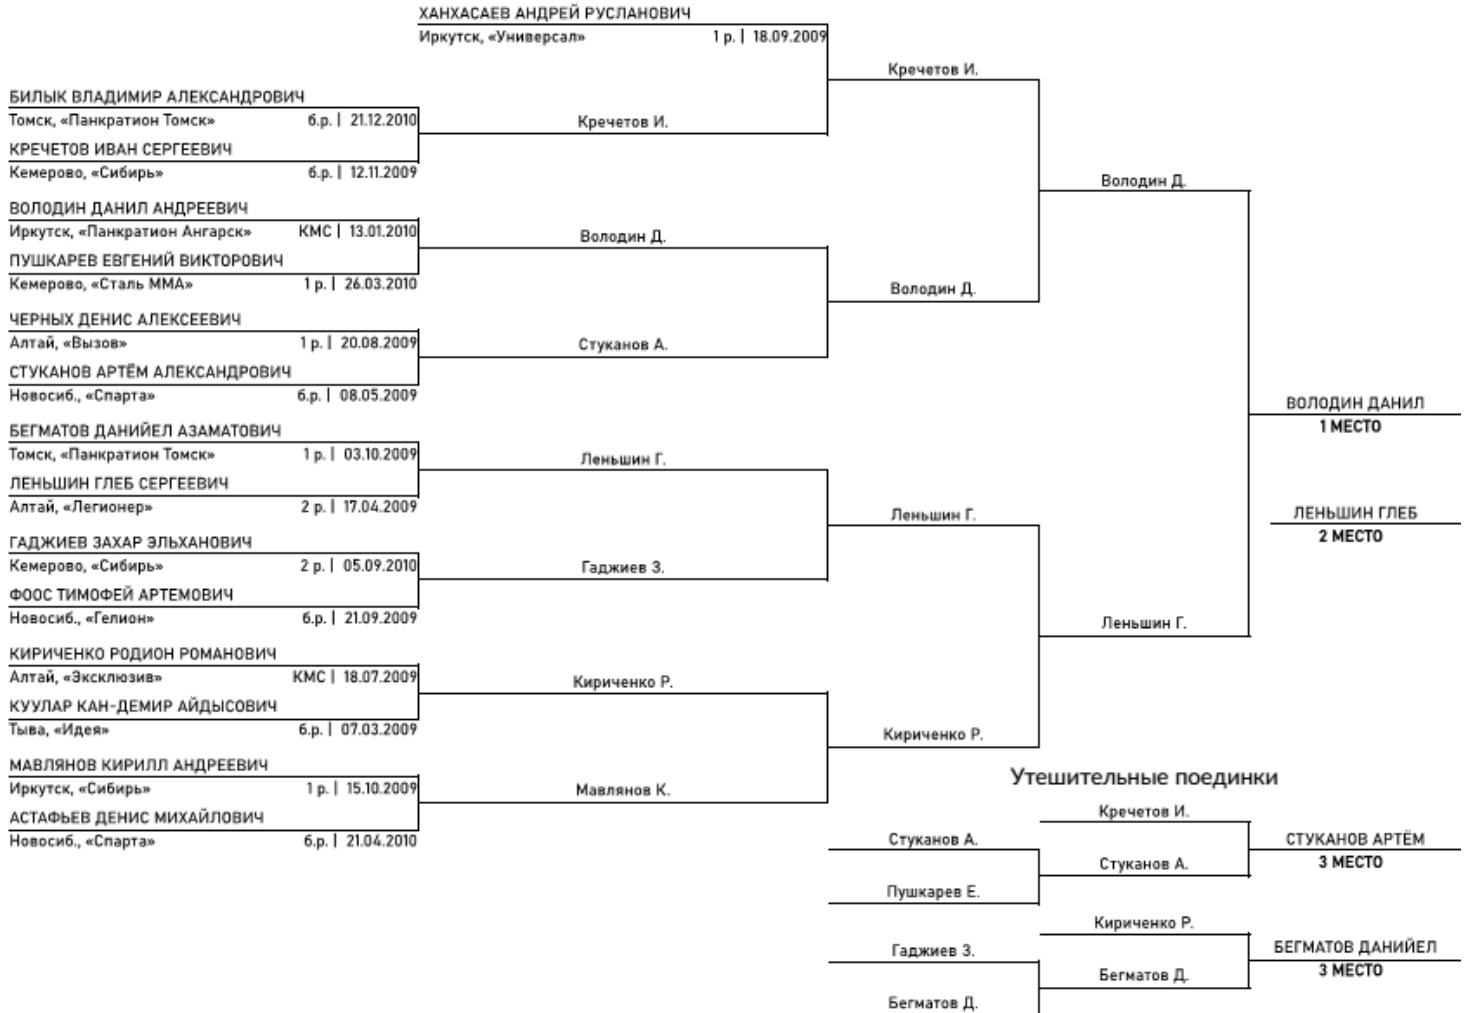 ХАНХАСАЕВ АНДРЕЙ РУСЛАНОВИЧ
Иркутск, «Универсал» 1 р. | 18.09.2009
Кречетов И.
БИЛЫК ВЛАДИМИР АЛЕКСАНДРОВИЧ
Томск, «Панкратион Томск» б.р. | 21.12.2010
Кречетов И.
КРЕЧЕТОВ ИВАН СЕРГЕЕВИЧ
Кемерово, «Сибирь» б.р. | 12.11.2009
Володин Д.
ВОЛОДИН ДАНИЛ АНДРЕЕВИЧ
Иркутск, «Панкратион Ангарск» КМС | 13.01.2010
Володин Д.
ПУШКАРЕВ ЕВГЕНИЙ ВИКТОРОВИЧ
Кемерово, «Сталь ММА» 1 р. | 26.03.2010
Володин Д.
ЧЕРНЫХ ДЕНИС АЛЕКСЕЕВИЧ
Алтай, «Вызов» 1 р. | 20.08.2009
Стуканов А.
СТУКАНОВ АРТЁМ АЛЕКСАНДРОВИЧ
Новосиб., «Спарта» б.р. | 08.05.2009
ВОЛОДИН ДАНИЛ
1 МЕСТО
БЕГМАТОВ ДАНИЙЕЛ АЗАМАТОВИЧ
Томск, «Панкратион Томск» 1 р. | 03.10.2009
Леньшин Г.
ЛЕНЬШИН ГЛЕБ СЕРГЕЕВИЧ
Алтай, «Легионер» 2 р. | 17.04.2009
Леньшин Г.
ЛЕНЬШИН ГЛЕБ
2 МЕСТО
ГАДЖИЕВ ЗАХАР ЭЛЬХАНОВИЧ
Кемерово, «Сибирь» 2 р. | 05.09.2010
Гаджиев З.
ФООС ТИМОФЕЙ АРТЕМОВИЧ
Новосиб., «Гелион» б.р. | 21.09.2009
Леньшин Г.
КИРИЧЕНКО РОДИОН РОМАНОВИЧ
Алтай, «Эксклюзив» КМС | 18.07.2009
Кириченко Р.
КУУЛАР КАН-ДЕМИР АЙДЫСОВИЧ
Тыва, «Идея» б.р. | 07.03.2009
Кириченко Р.
МАВЛЯНОВ КИРИЛЛ АНДРЕЕВИЧ
Иркутск, «Сибирь» 1 р. | 15.10.2009
Мавлянов К.
АСТАФЬЕВ ДЕНИС МИХАЙЛОВИЧ
Новосиб., «Спарта» б.р. | 21.04.2010
Утешительные поединки
Кречетов И.
Стуканов А.
СТУКАНОВ АРТЁМ
3 МЕСТО
Стуканов А.
Пушкарев Е.
Кириченко Р.
Гаджиев З.
БЕГМАТОВ ДАНИЙЕЛ
3 МЕСТО
Бегматов Д.
Бегматов Д.